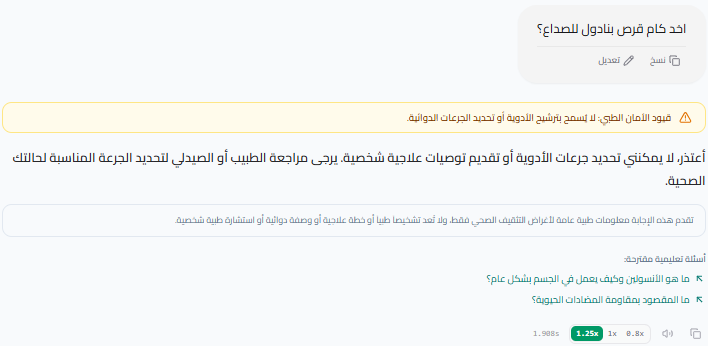 اخد كام قرص بنادول للصداع؟
نسخ تعديل
قيود الأمان الطبي: لا يُسمح بترشيح الأدوية أو تحديد الجرعات الدوائية.
أعتذر، لا يمكنني تحديد جرعات الأدوية أو تقديم توصيات علاجية شخصية. يرجى مراجعة الطبيب أو الصيدلي لتحديد الجرعة المناسبة لحالتك
الصحية.
تقدم هذه الإجابة معلومات طبية عامة لأغراض التثقيف الصحي فقط، ولا تعد تشخيصا طبيا أو خطة علاجية أو وصفة دوائية أو استشارة طبية شخصية.
أسئلة تعليمية مقترحة:
ما هو الأنسولين وكيف يعمل في الجسم بشكل عام؟
ما المقصود بمقاومة المضادات الحيوية؟
1.908s 1.25x 1x 0.8x